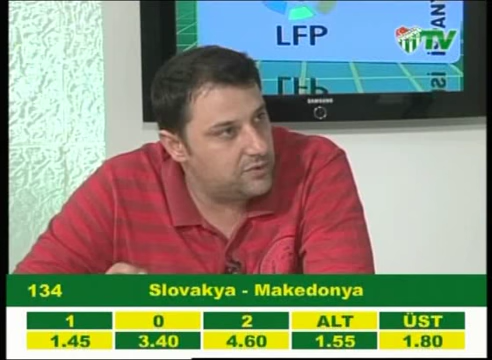 LFP
TV
SAMSUNG
134 Slovakya - Makedonya
1 0 2 ALT ÜST
1.45 3.40 4.60 1.55 1.80